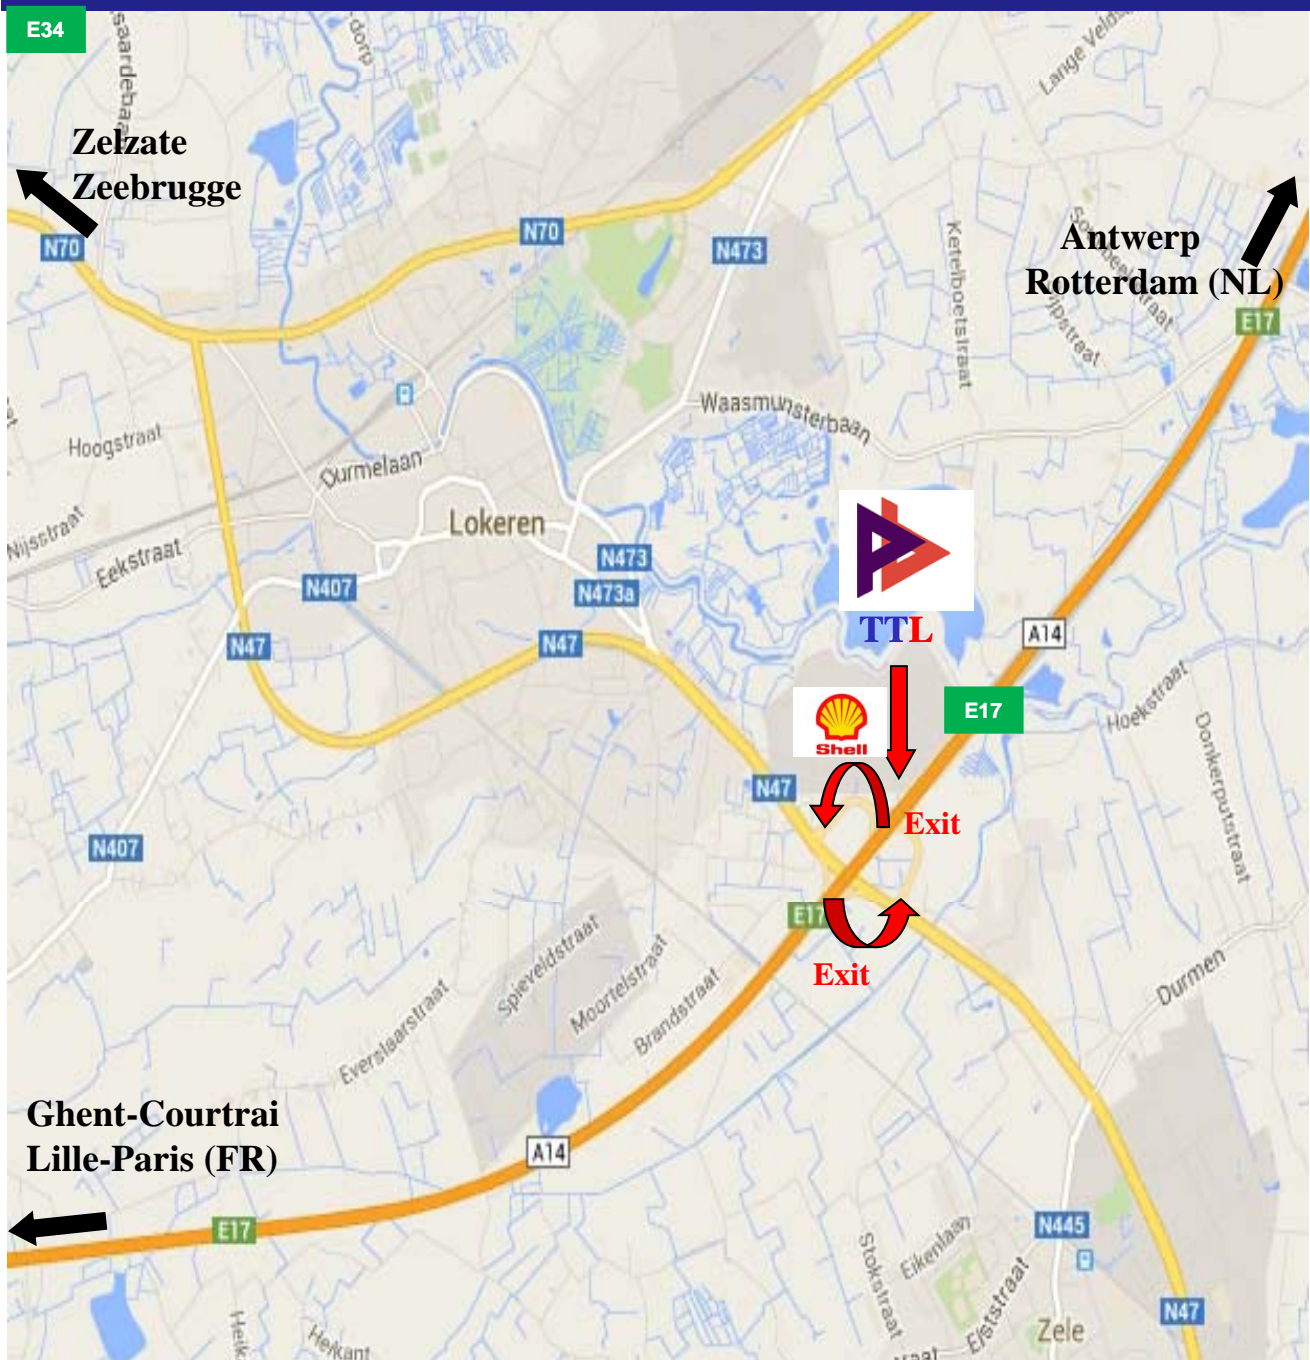 E34
Zelzate
Zeebrugge
N70
N70
N473
Lange
Antwerp
Rotterdam (NL)
E17
Ketelboetstraat
Waasmunsterbaan
Hoogstraat
Durmelaan
Nijsstraat
Eekstraat
Lokeren
N473
N473a
N407
N47
N47
TTL
A14
Shell
E17
Hoekstraat
Donkerputstraat
N47
Exit
N407
E17
Exit
Spieveldstraat
Moortelstraat
Brandstraat
Everslaarstraat
Durmen
Ghent-Courtrai
Lille-Paris (FR)
A14
E17
N445
Stokstraat
Eikenlaan
Elststraat
Zele
N47
Heikant